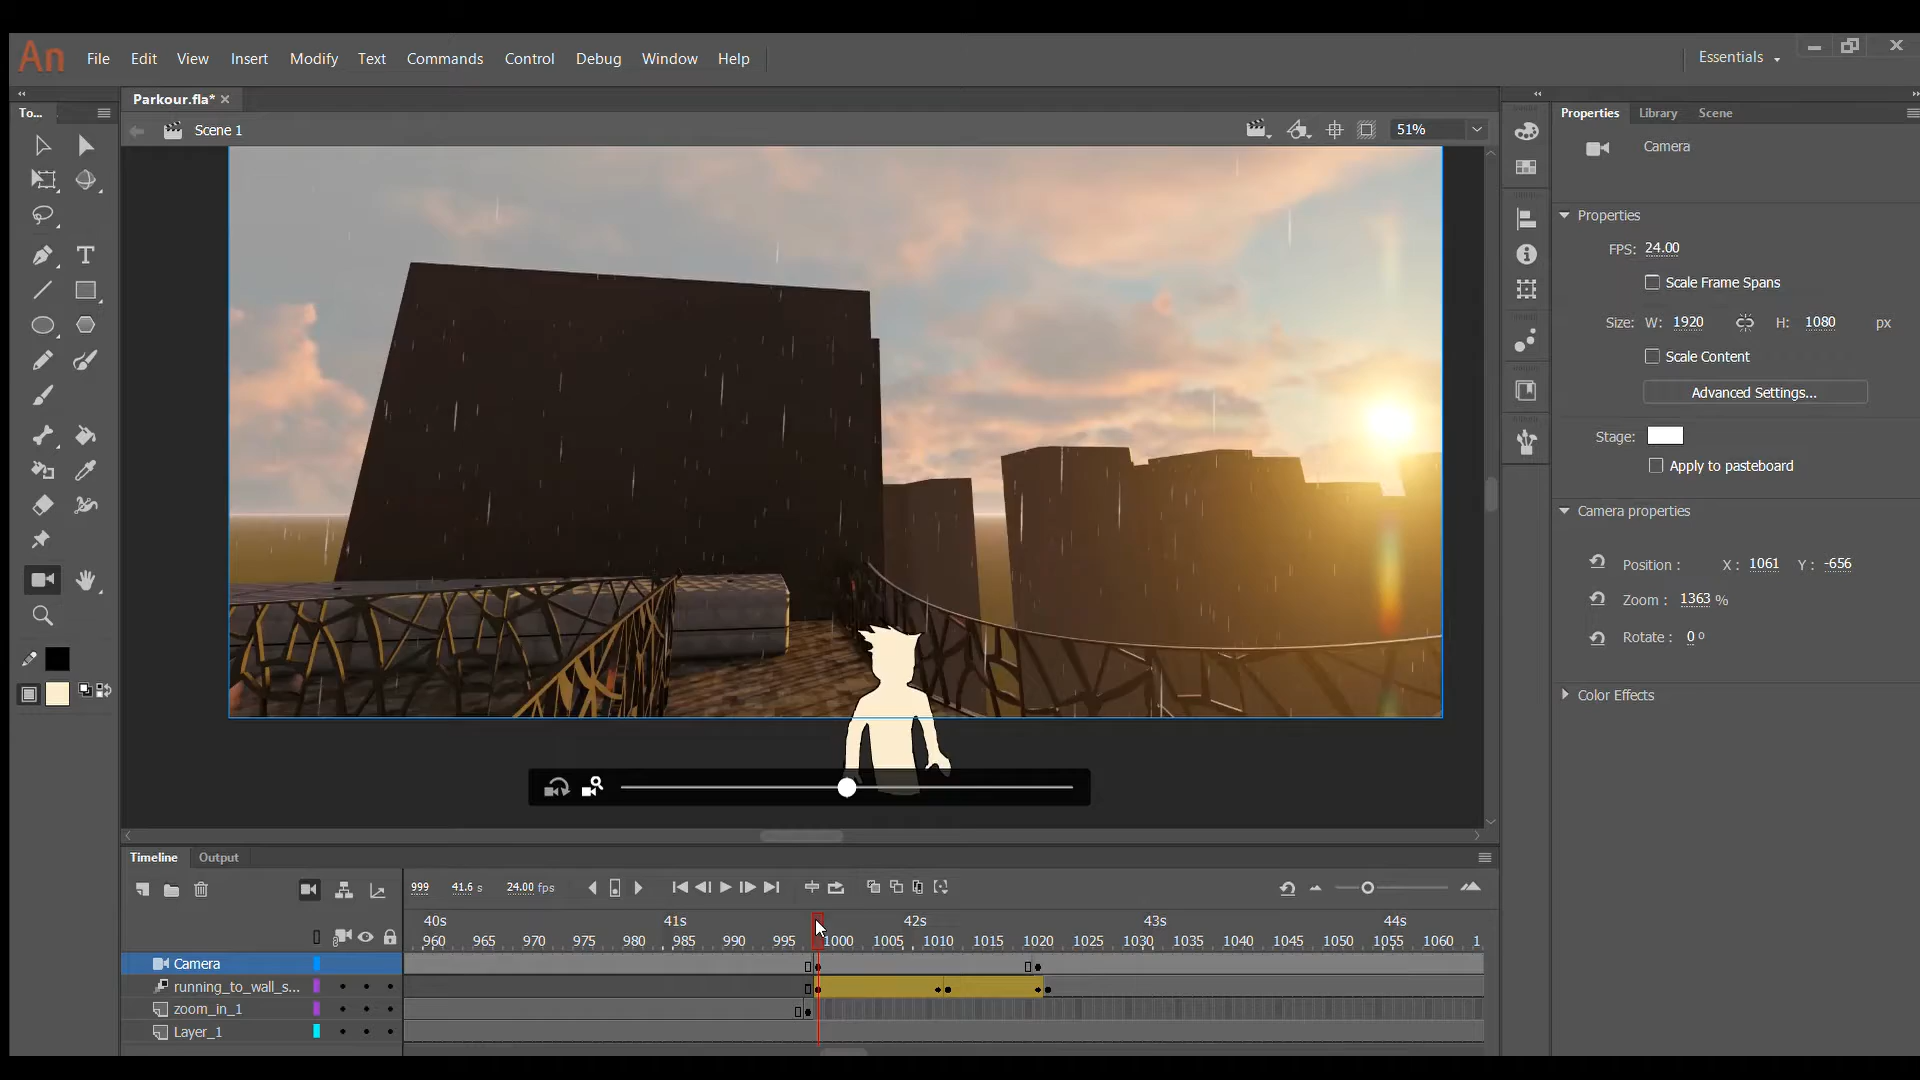 An File Edit View Insert Modify Text Commands Control Debug Window Help Essentials
Parkour.fla*
To...
Scene 1
51%
Properties Library Scene
Camera
Properties
FPS: 24.00
Scale Frame Spans
Size: W: 1920 H: 1080 px
Scale Content
Advanced Settings...
Stage:
Apply to pasteboard
Camera properties
Position : X : 1061 Y : -656
Zoom : 1363 %
Rotate : 0 º
Color Effects
Timeline Output
999 41.6 s 24.00 fps
40s 41s 42s 43s 44s
960 965 970 975 980 985 990 995 1000 1005 1010 1015 1020 1025 1030 1035 1040 1045 1050 1055 1060 1
Camera
running_to_wall_s...
zoom_in_1
Layer_1